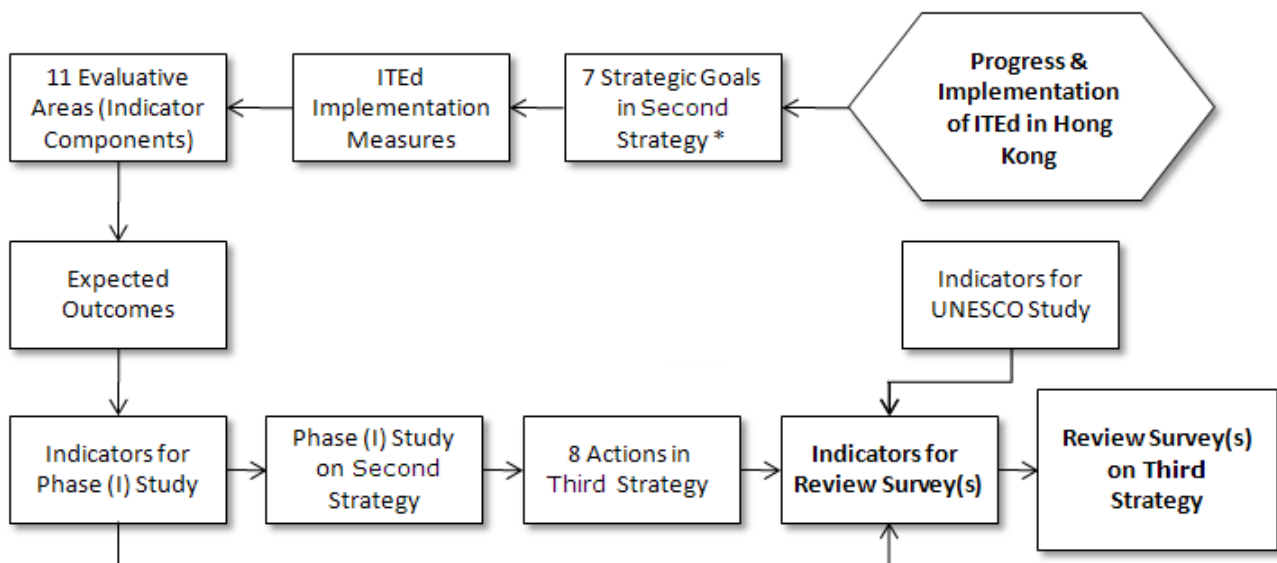 11 Evaluative
Areas (Indicator
Components)
ITEd
Implementation
Measures
7 Strategic Goals
in Second
Strategy *
Progress &
Implementation
of ITEd in Hong
Kong
Expected
Outcomes
Indicators for
UNESCO Study
Indicators for
Phase (I) Study
Phase (I) Study
on Second
Strategy
8 Actions in
Third Strategy
Indicators for
Review Survey(s)
Review Survey(s)
on Third
Strategy